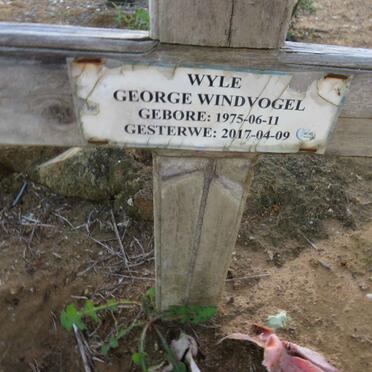 WYLE
GEORGE WINDVOGEL
GEBORE: 1975-06-11
GESTERWE: 2017-04-09